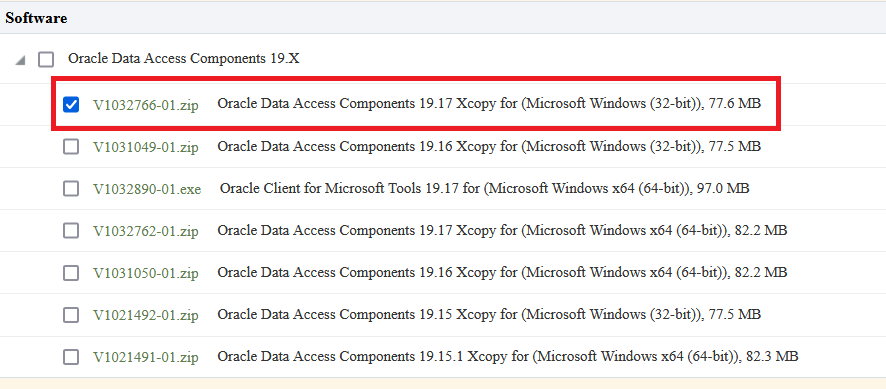 Software
Oracle Data Access Components 19.X
V1032766-01.zip Oracle Data Access Components 19.17 Xcopy for (Microsoft Windows (32-bit)), 77.6 MB
V1031049-01.zip Oracle Data Access Components 19.16 Xcopy for (Microsoft Windows (32-bit)), 77.5 MB
V1032890-01.exe Oracle Client for Microsoft Tools 19.17 for (Microsoft Windows x64 (64-bit)), 97.0 MB
V1032762-01.zip Oracle Data Access Components 19.17 Xcopy for (Microsoft Windows x64 (64-bit)), 82.2 MB
V1031050-01.zip Oracle Data Access Components 19.16 Xcopy for (Microsoft Windows x64 (64-bit)), 82.2 MB
V1021492-01.zip Oracle Data Access Components 19.15 Xcopy for (Microsoft Windows (32-bit)), 77.5 MB
V1021491-01.zip Oracle Data Access Components 19.15.1 Xcopy for (Microsoft Windows x64 (64-bit)), 82.3 MB